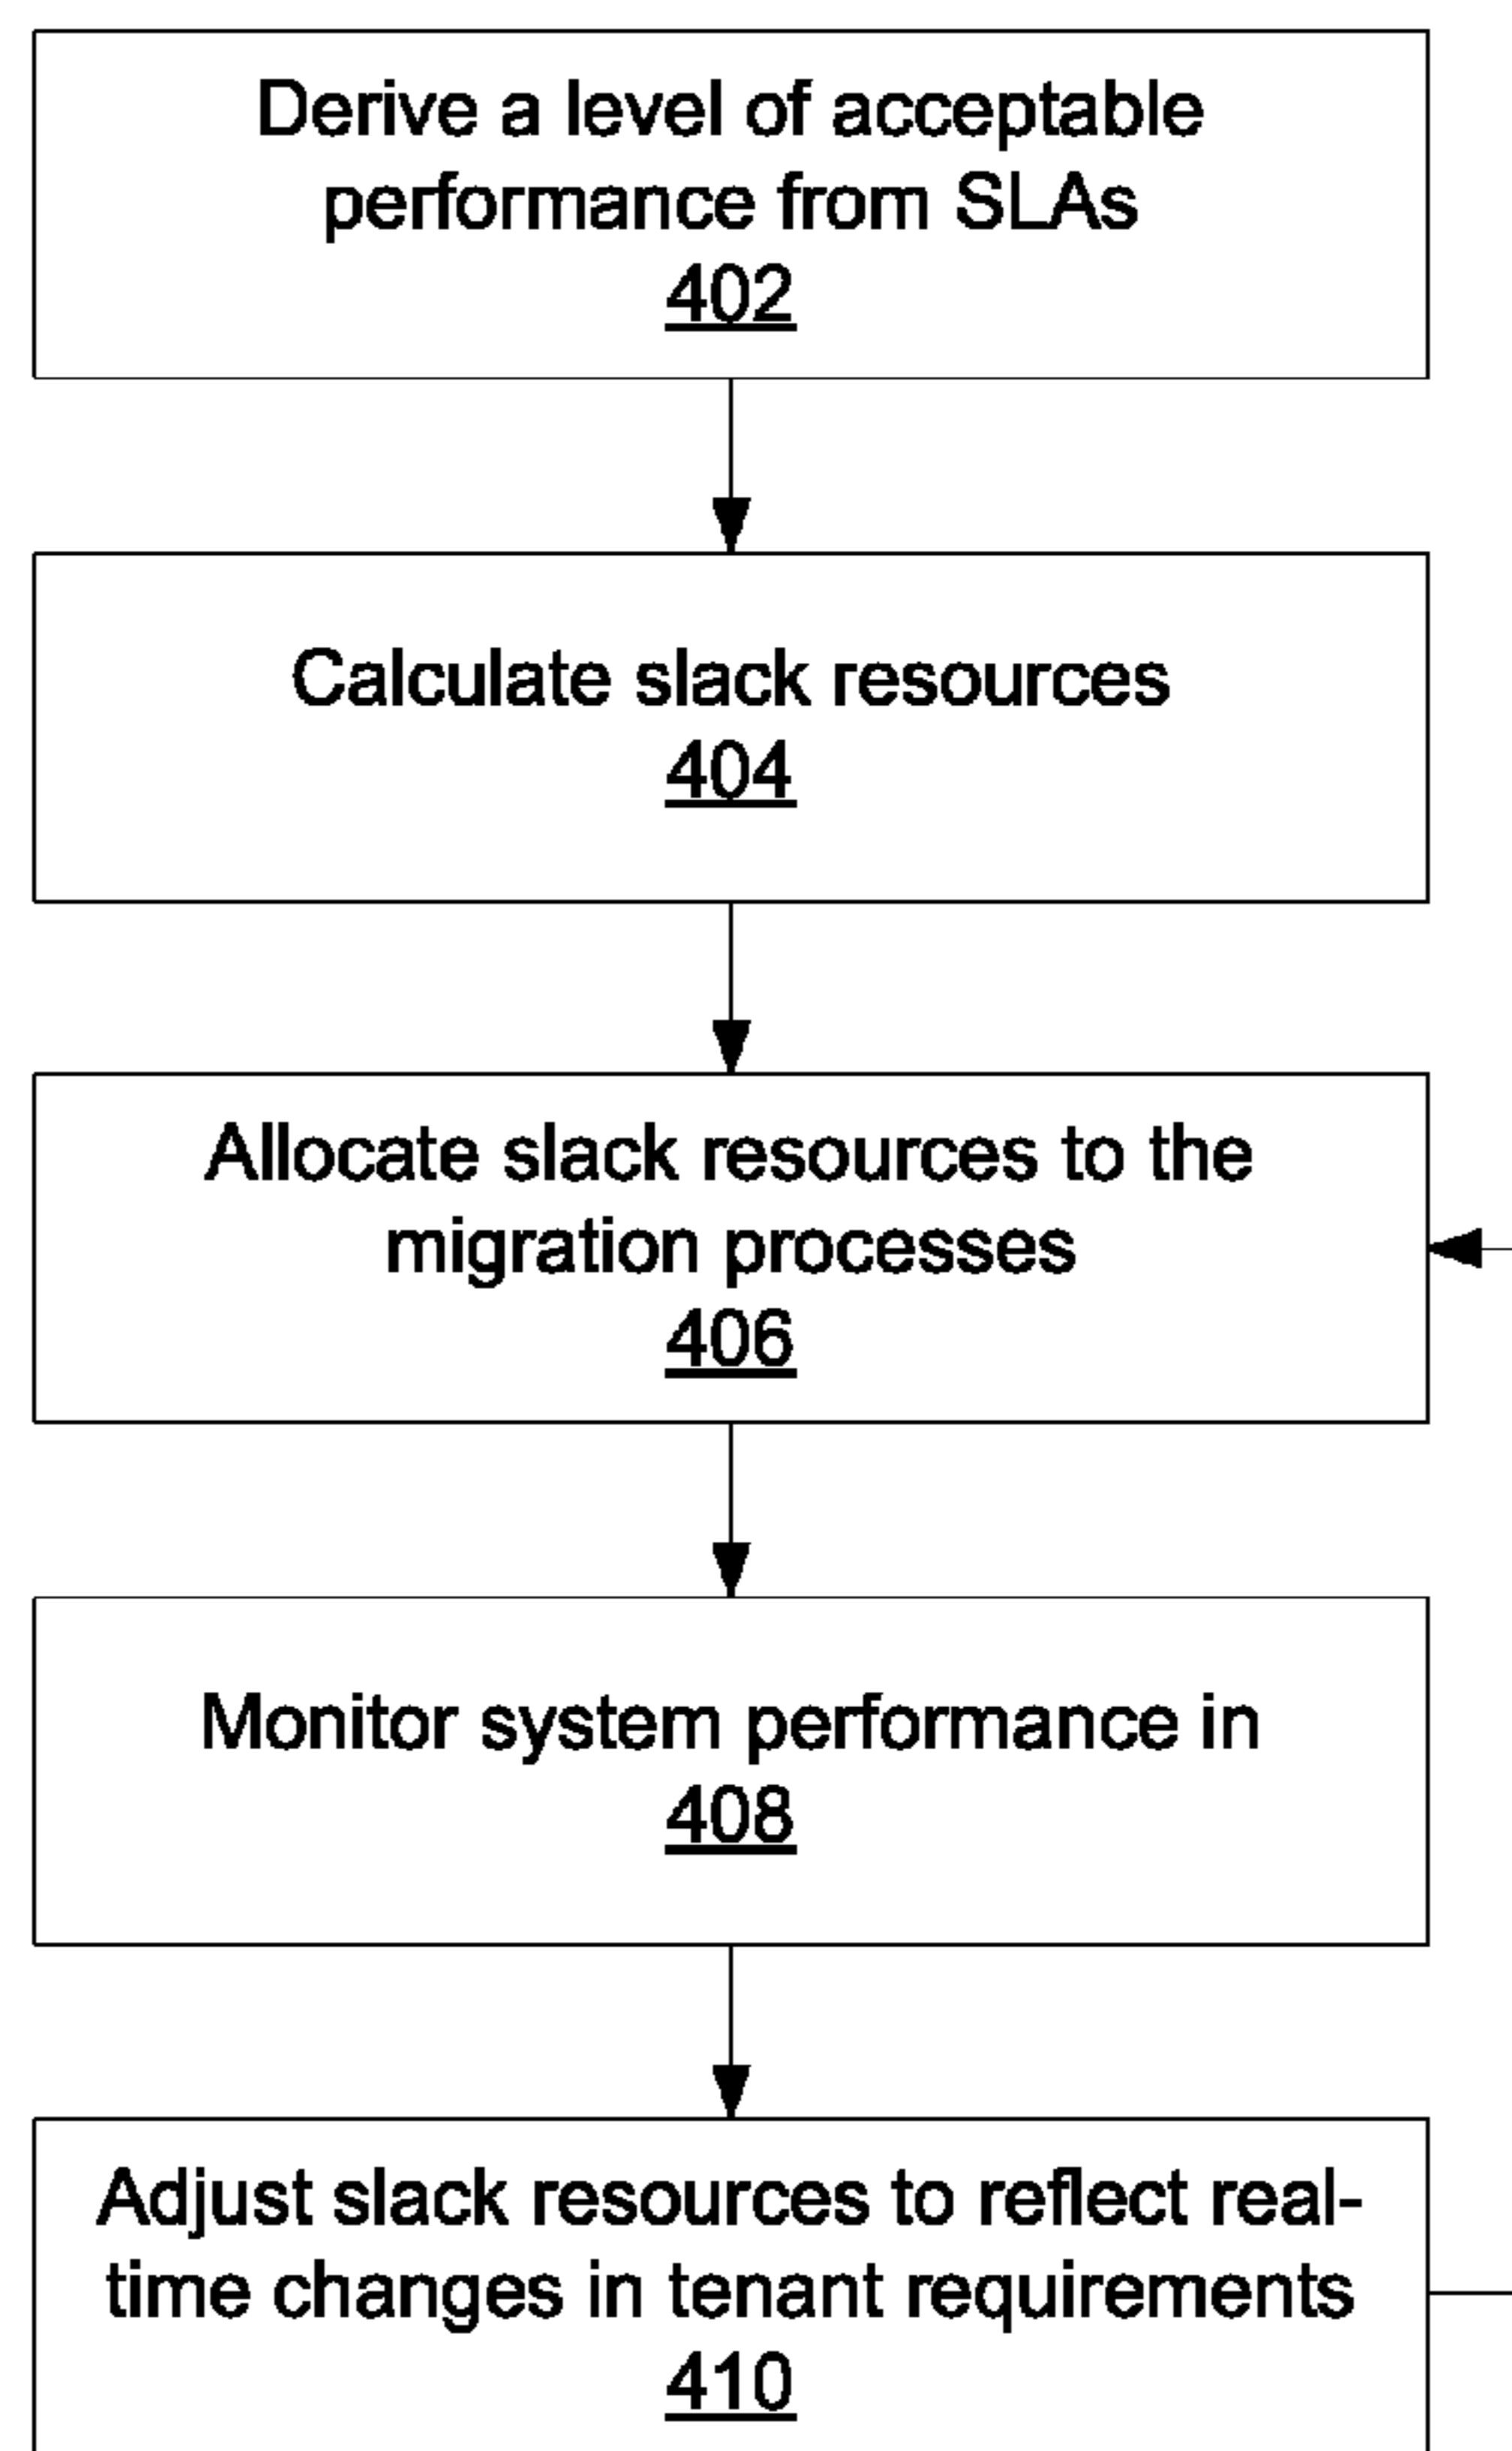 Derive a level of acceptable
performance from SLAs
402
Calculate slack resources
404
Allocate slack resources to the
migration processes
406
Monitor system performance in
408
Adjust slack resources to reflect real-
time changes in tenant requirements
410